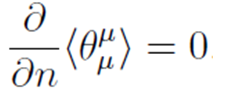 ∂/∂n ⟨θ^μ_μ⟩ = 0